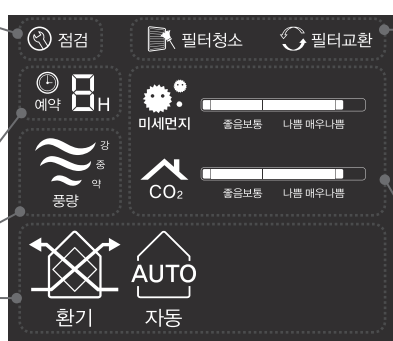 점검 필터청소 필터교환
예약 8H
미세먼지 좋음보통 나쁨 매우나쁨
강
중
약
풍량
CO2 좋음보통 나쁨 매우나쁨
AUTO
환기 자동